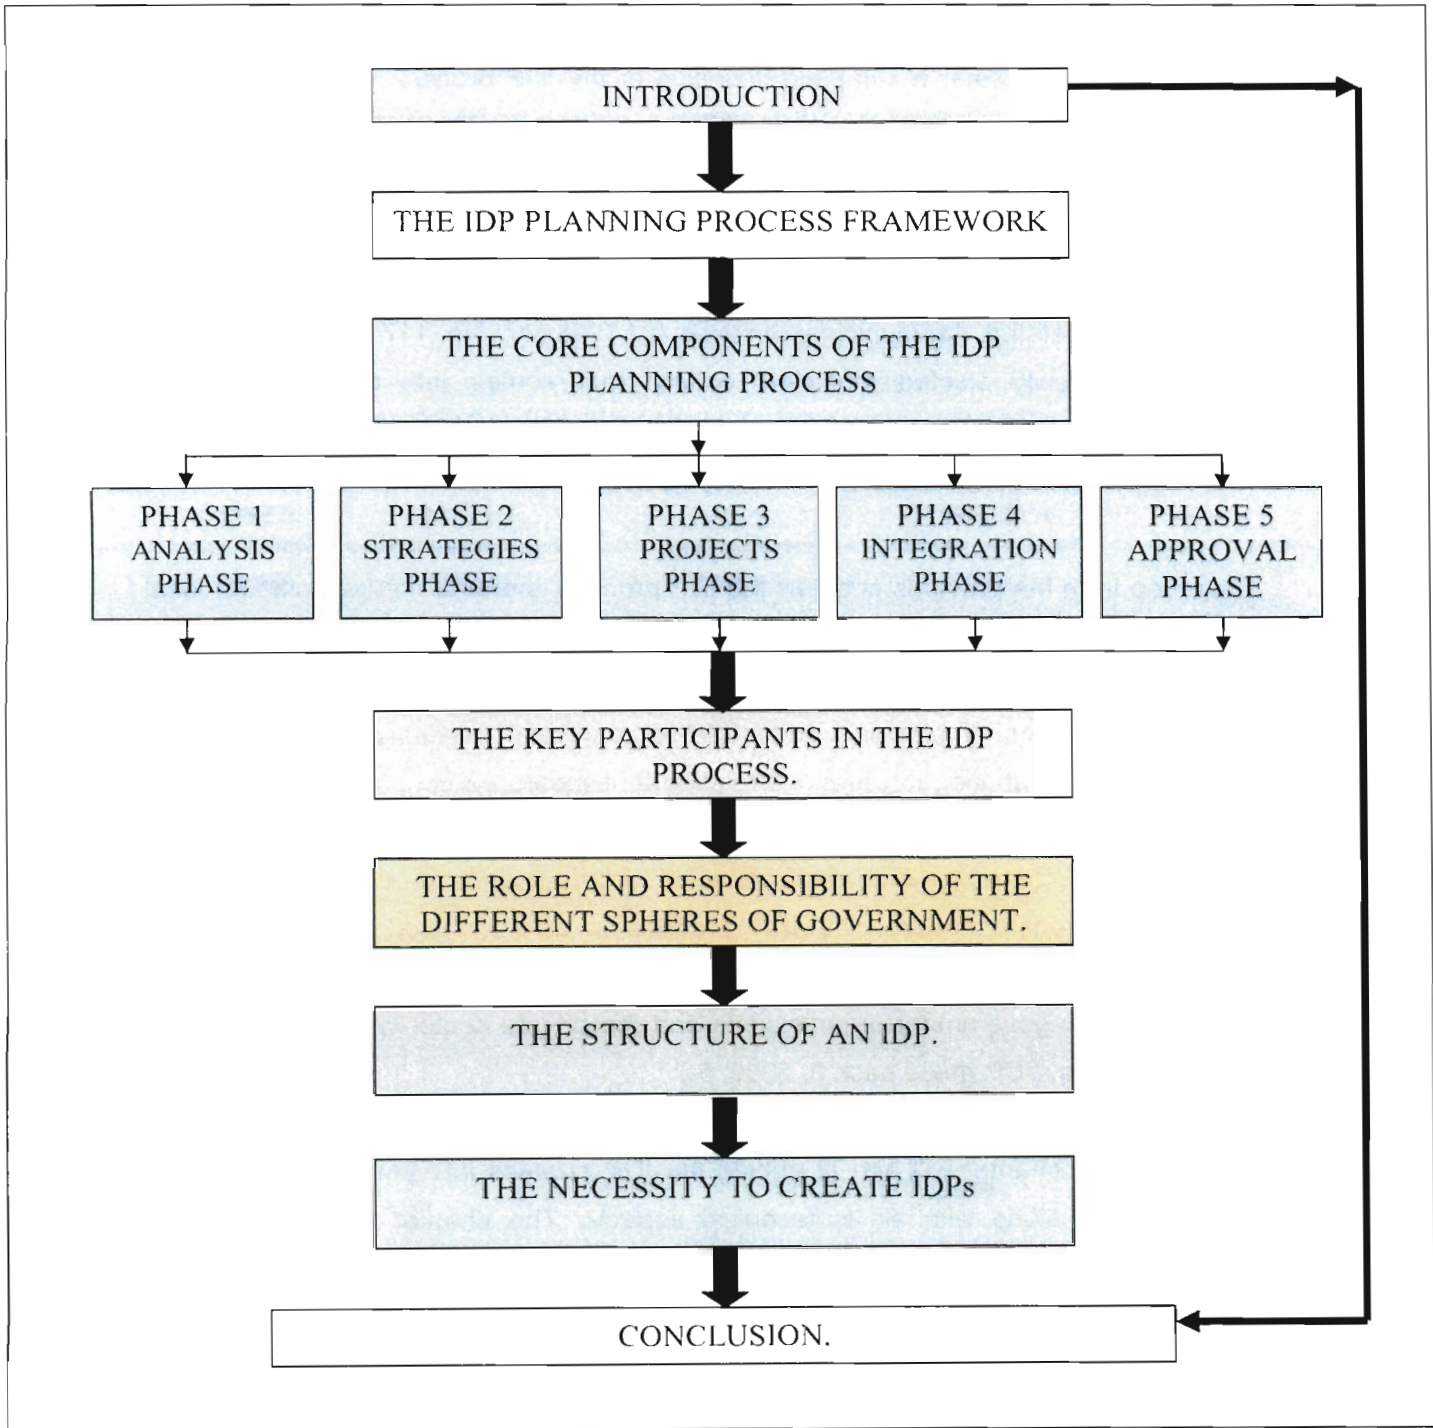 INTRODUCTION
THE IDP PLANNING PROCESS FRAMEWORK
THE CORE COMPONENTS OF THE IDP
PLANNING PROCESS
PHASE 1
ANALYSIS
PHASE
PHASE 2
STRATEGIES
PHASE
PHASE 3
PROJECTS
PHASE
PHASE 4
INTEGRATION
PHASE
PHASE 5
APPROVAL
PHASE
THE KEY PARTICIPANTS IN THE IDP
PROCESS.
THE ROLE AND RESPONSIBILITY OF THE
DIFFERENT SPHERES OF GOVERNMENT.
THE STRUCTURE OF AN IDP.
THE NECESSITY TO CREATE IDPs
CONCLUSION.